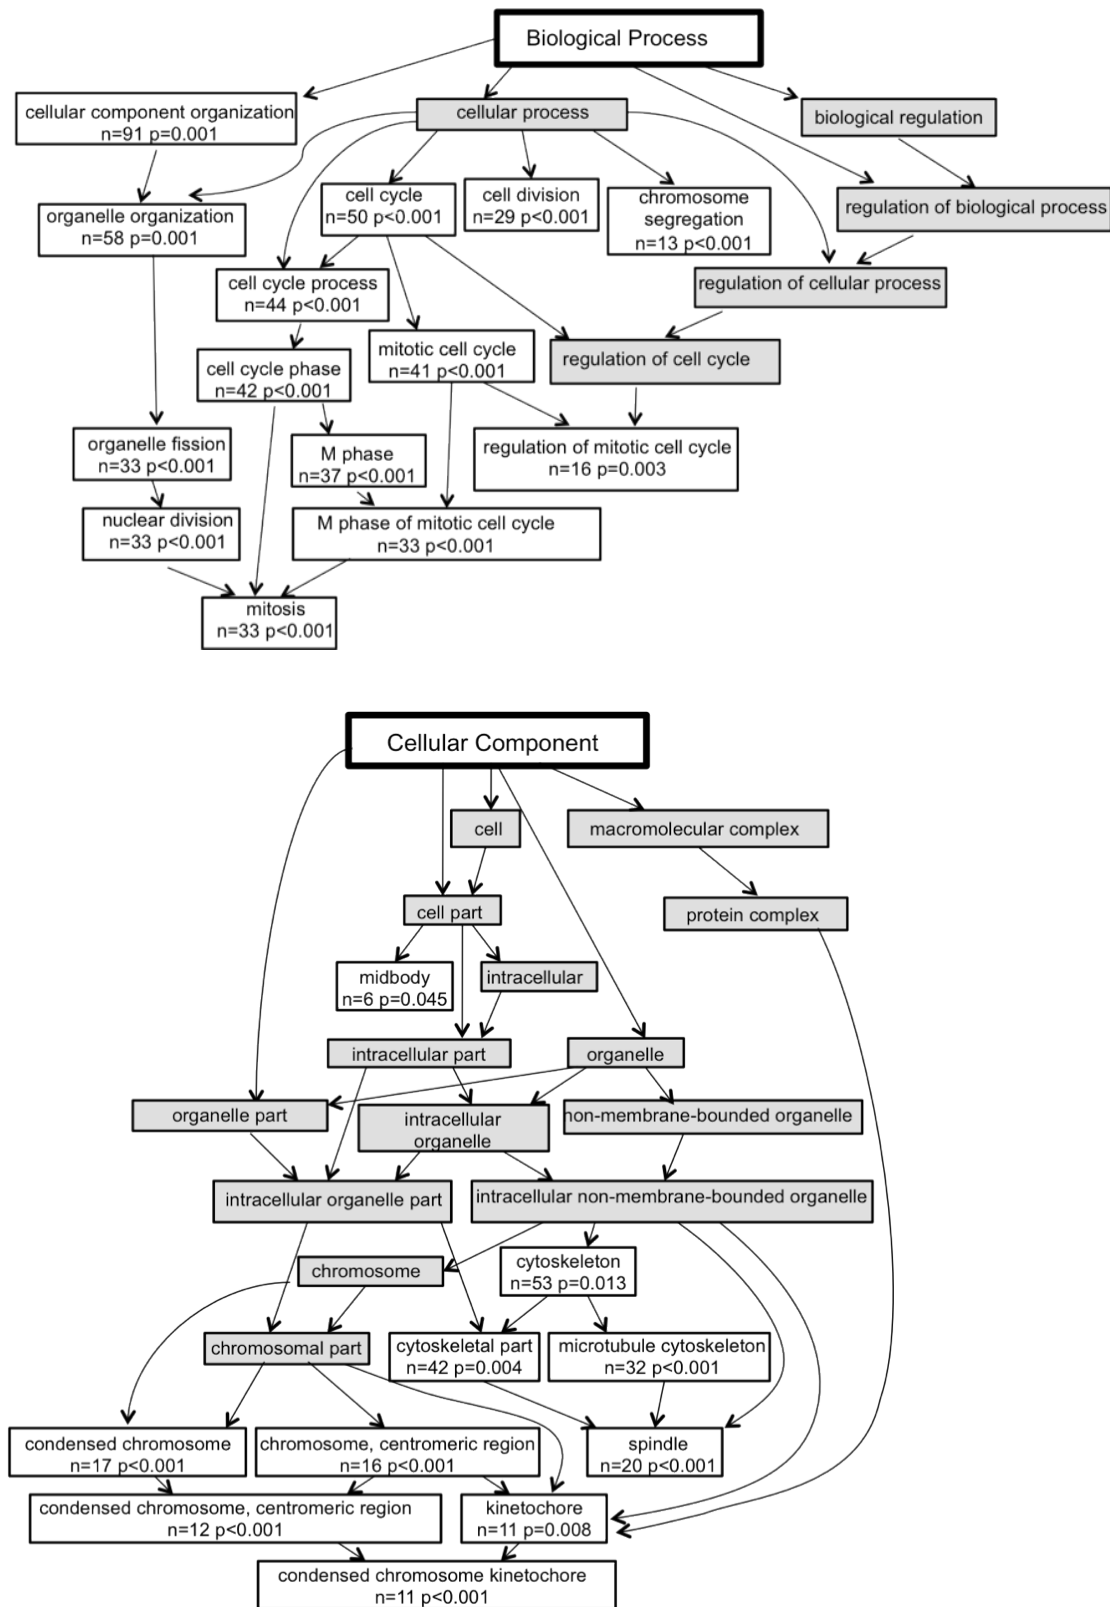 Biological Process
cellular component organization
n=91 p=0.001
cellular process
biological regulation
cell cycle
n=50 p<0.001
cell division
n=29 p<0.001
chromosome
segregation
n=13 p<0.001
organelle organization
n=58 p=0.001
regulation of biological process
cell cycle process
n=44 p<0.001
regulation of cellular process
mitotic cell cycle
n=41 p<0.001
regulation of cell cycle
cell cycle phase
n=42 p<0.001
organelle fission
n=33 p<0.001
M phase
n=37 p<0.001
regulation of mitotic cell cycle
n=16 p=0.003
nuclear division
n=33 p<0.001
M phase of mitotic cell cycle
n=33 p<0.001
mitosis
n=33 p<0.001
Cellular Component
cell
macromolecular complex
cell part
protein complex
midbody
n=6 p=0.045
intracellular
intracellular part
organelle
organelle part
intracellular
organelle
non-membrane-bounded organelle
intracellular organelle part
intracellular non-membrane-bounded organelle
chromosome
cytoskeleton
n=53 p=0.013
chromosomal part
cytoskeletal part
n=42 p=0.004
microtubule cytoskeleton
n=32 p<0.001
condensed chromosome
n=17 p<0.001
chromosome, centromeric region
n=16 p<0.001
spindle
n=20 p<0.001
condensed chromosome, centromeric region
n=12 p<0.001
kinetochore
n=11 p=0.008
condensed chromosome kinetochore
n=11 p<0.001